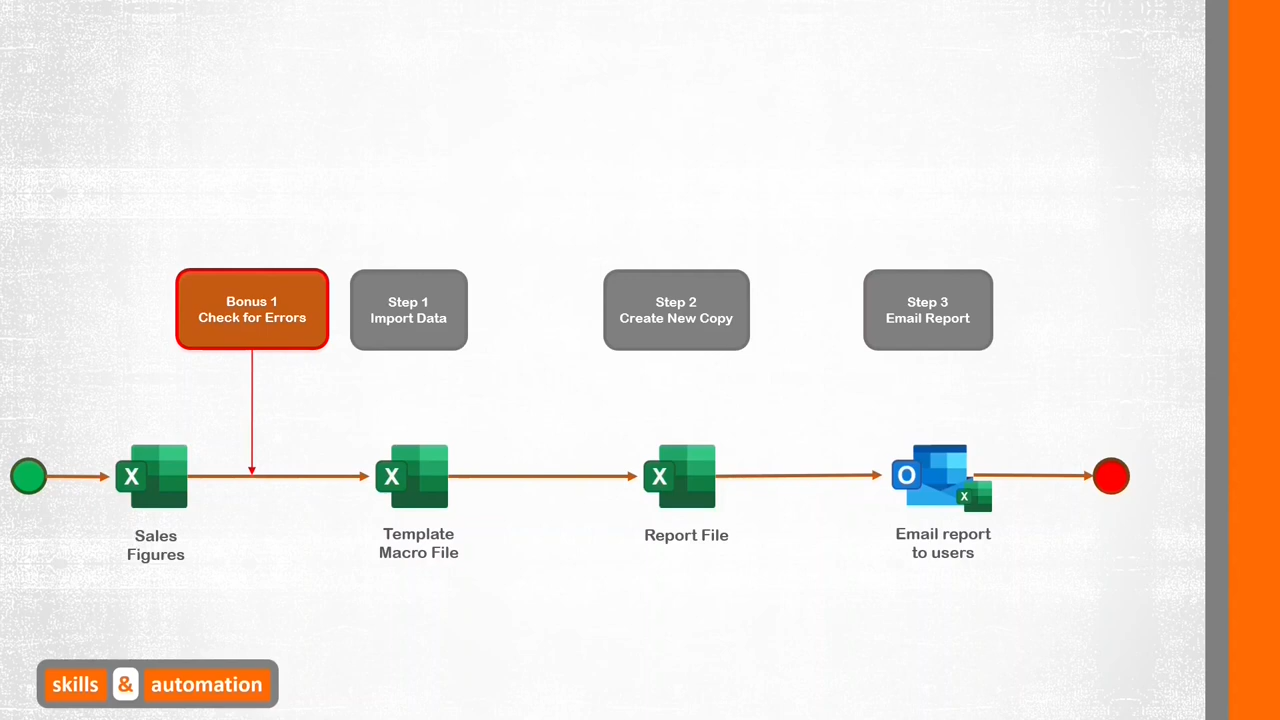 Bonus 1
Check for Errors
Step 1
Import Data
Step 2
Create New Copy
Step 3
Email Report
X
X
X
O
X
Sales
Figures
Template
Macro File
Report File
Email report
to users
skills & automation